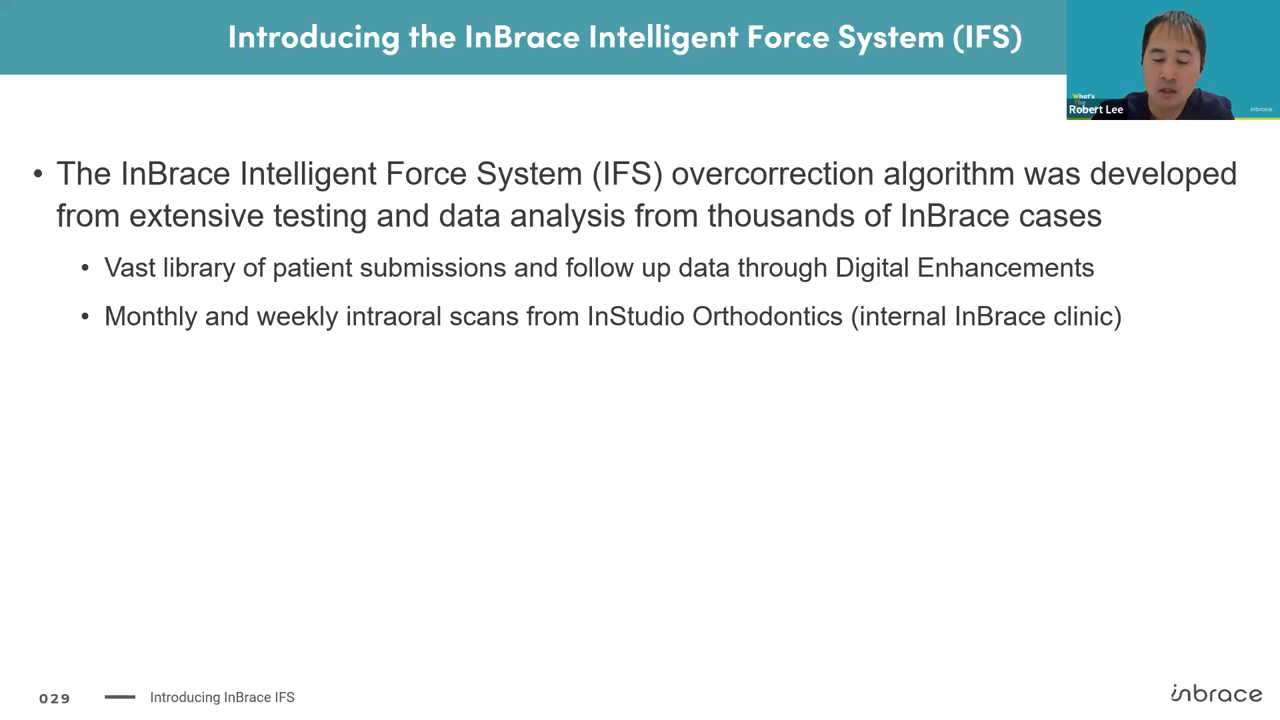 Introducing the InBrace Intelligent Force System (IFS)
What's
The
Robert Lee
inbrace
• The InBrace Intelligent Force System (IFS) overcorrection algorithm was developed
from extensive testing and data analysis from thousands of InBrace cases
• Vast library of patient submissions and follow up data through Digital Enhancements
• Monthly and weekly intraoral scans from InStudio Orthodontics (internal InBrace clinic)
029
Introducing InBrace IFS
inbrace